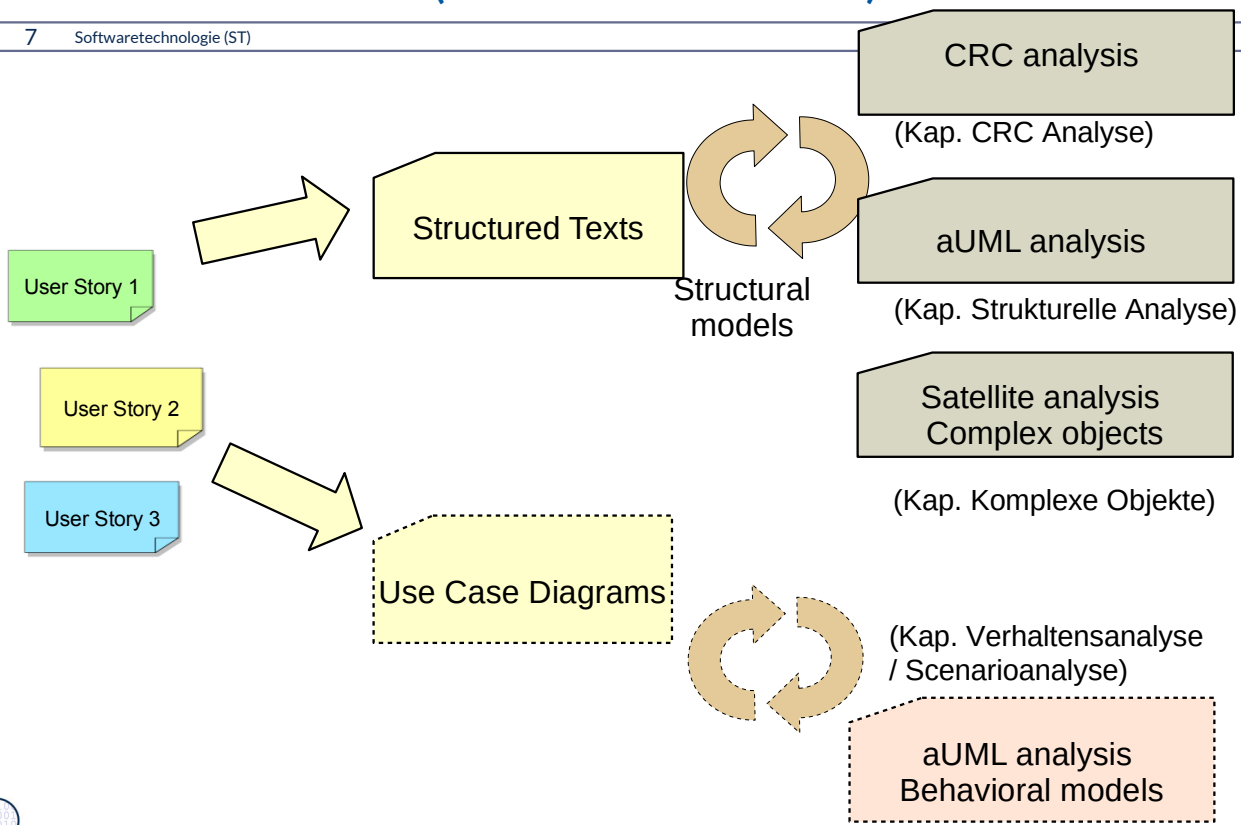 7 Softwaretechnologie (ST)
CRC analysis
(Kap. CRC Analyse)
Structured Texts
aUML analysis
User Story 1
Structural
models
(Kap. Strukturelle Analyse)
User Story 2
Satellite analysis
Complex objects
(Kap. Komplexe Objekte)
User Story 3
Use Case Diagrams
(Kap. Verhaltensanalyse
/ Scenarioanalyse)
aUML analysis
Behavioral models